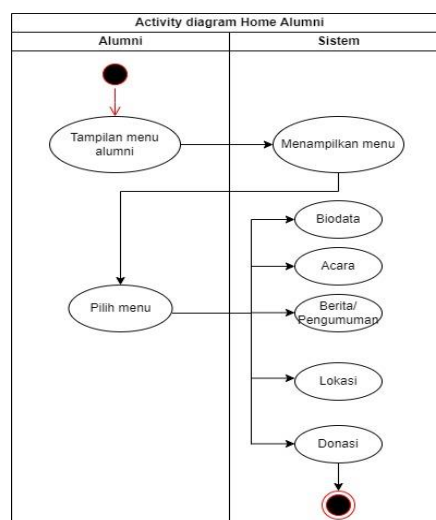 Activity diagram Home Alumni
Alumni
Sistem
Tampilan menu
alumni
Menampilkan menu
Biodata
Acara
Pilih menu
Berita/
Pengumuman
Lokasi
Donasi